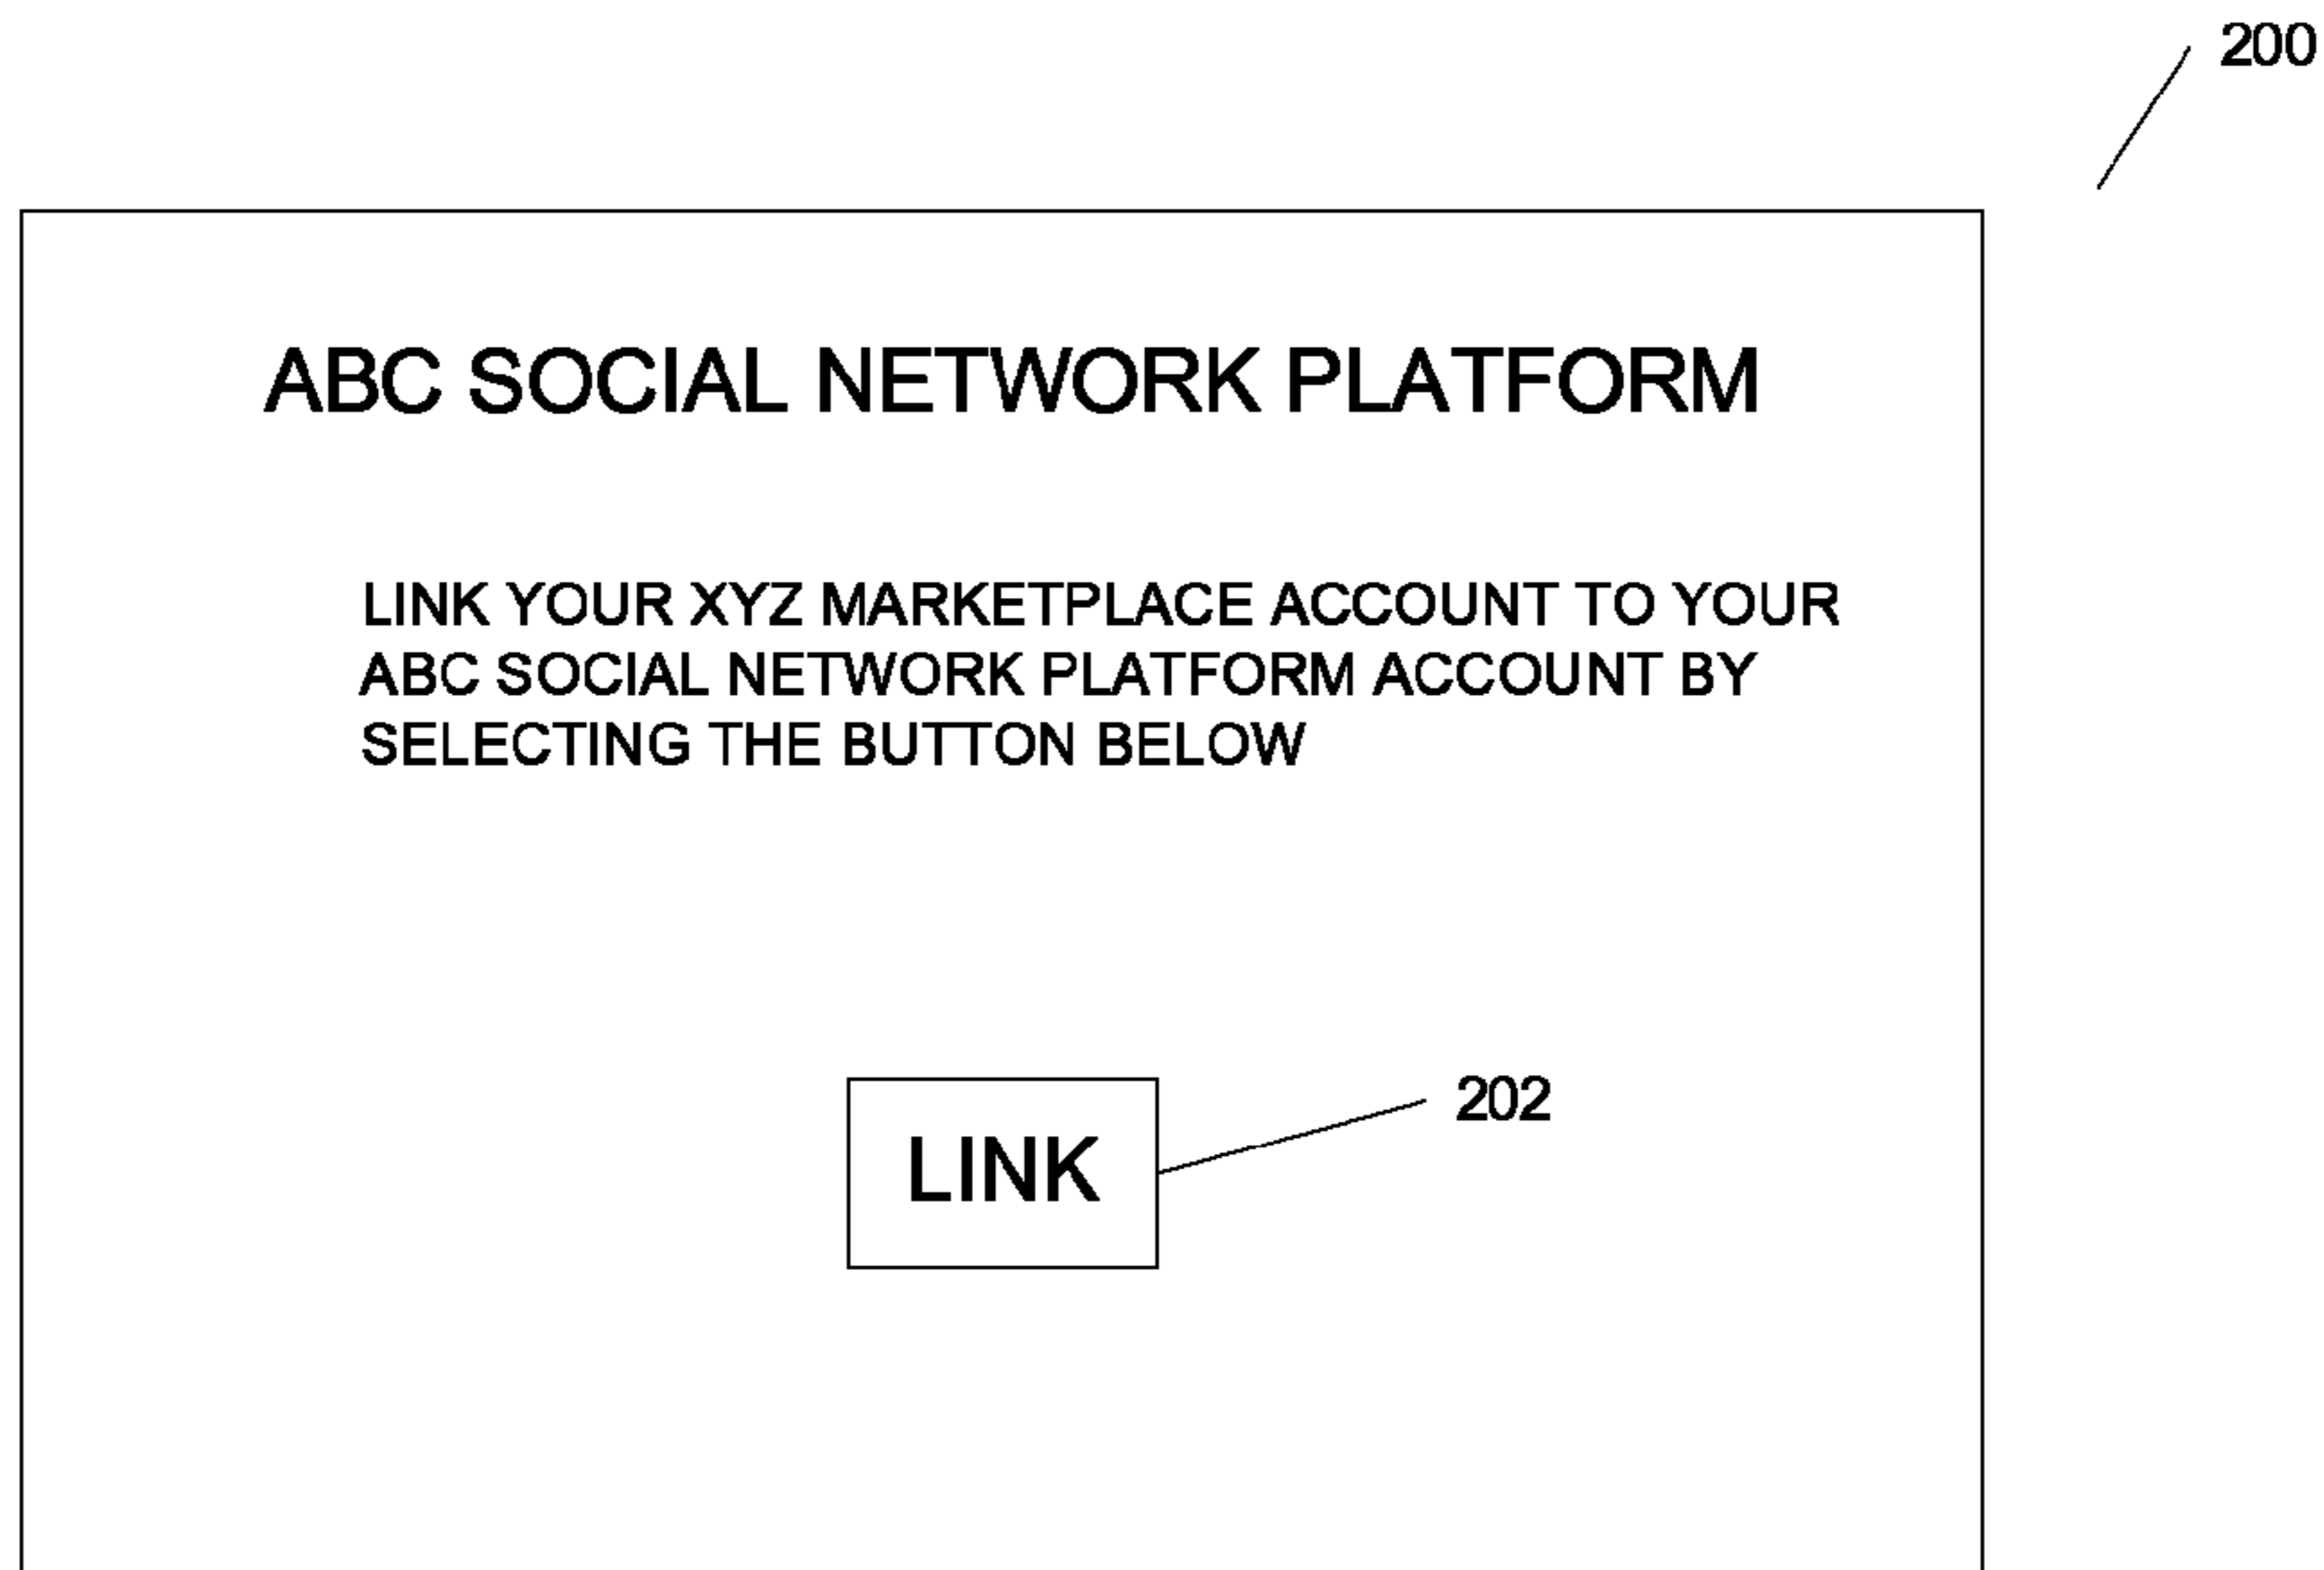 200
ABC SOCIAL NETWORK PLATFORM
LINK YOUR XYZ MARKETPLACE ACCOUNT TO YOUR
ABC SOCIAL NETWORK PLATFORM ACCOUNT BY
SELECTING THE BUTTON BELOW
202
LINK